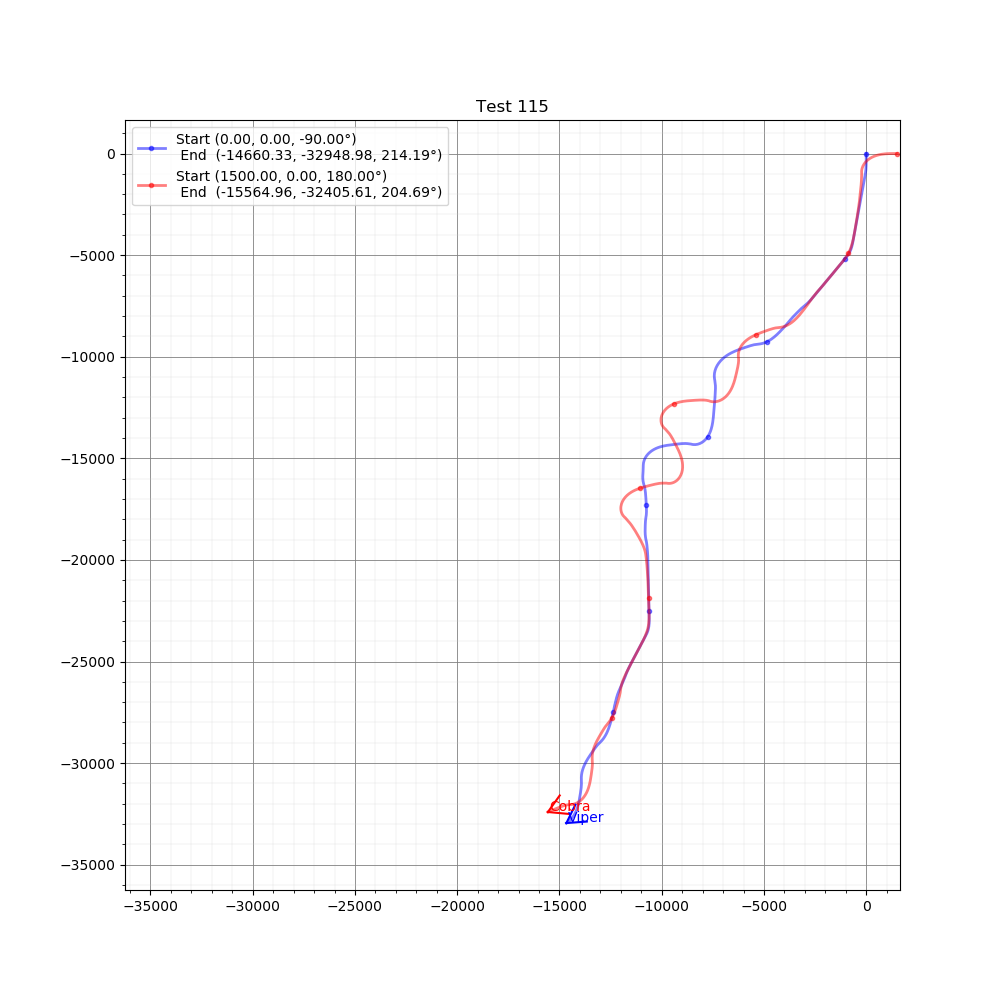 Test 115
Start (0.00, 0.00, -90.00°)
End (-14660.33, -32948.98, 214.19°)
Start (1500.00, 0.00, 180.00°)
End (-15564.96, -32405.61, 204.69°)
0
−5000
−10000
−15000
−20000
−25000
−30000
−35000
Cobra
Viper
−35000 −30000 −25000 −20000 −15000 −10000 −5000 0